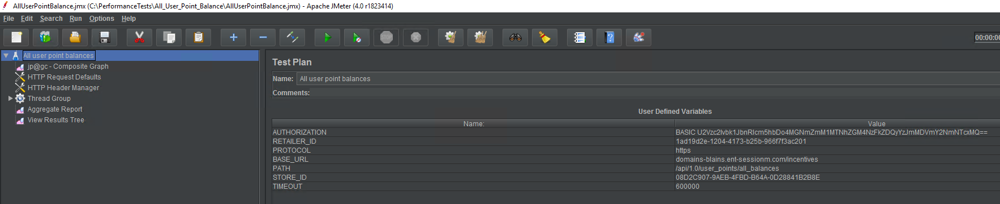 AllUserPointBalance.jmx (C:\PerformanceTests\All_User_Point_Balance\AllUserPointBalance.jmx) - Apache JMeter (4.0 r1823414)
File Edit Search Run Options Help
STOP
00:00:00
All user point balances
jp@gc - Composite Graph
HTTP Request Defaults
HTTP Header Manager
Thread Group
Aggregate Report
View Results Tree
Test Plan
Name: All user point balances
Comments:
User Defined Variables
Name: Value
AUTHORIZATION BASIC U2Vzc2lvbk1JbnRlcm5hbDo4MGNmZmM1MTNhZGM4NzFkZDQyYzJmMDVmY2NmNTcxMQ==
RETAILER_ID 1ad19d2e-1204-4173-b25b-966f7f3ac201
PROTOCOL https
BASE_URL domains-blains.ent-sessionm.com/incentives
PATH /api/1.0/user_points/all_balances
STORE_ID 08D2C907-9AEB-4FBD-B64A-0D28841B2B8E
TIMEOUT 600000